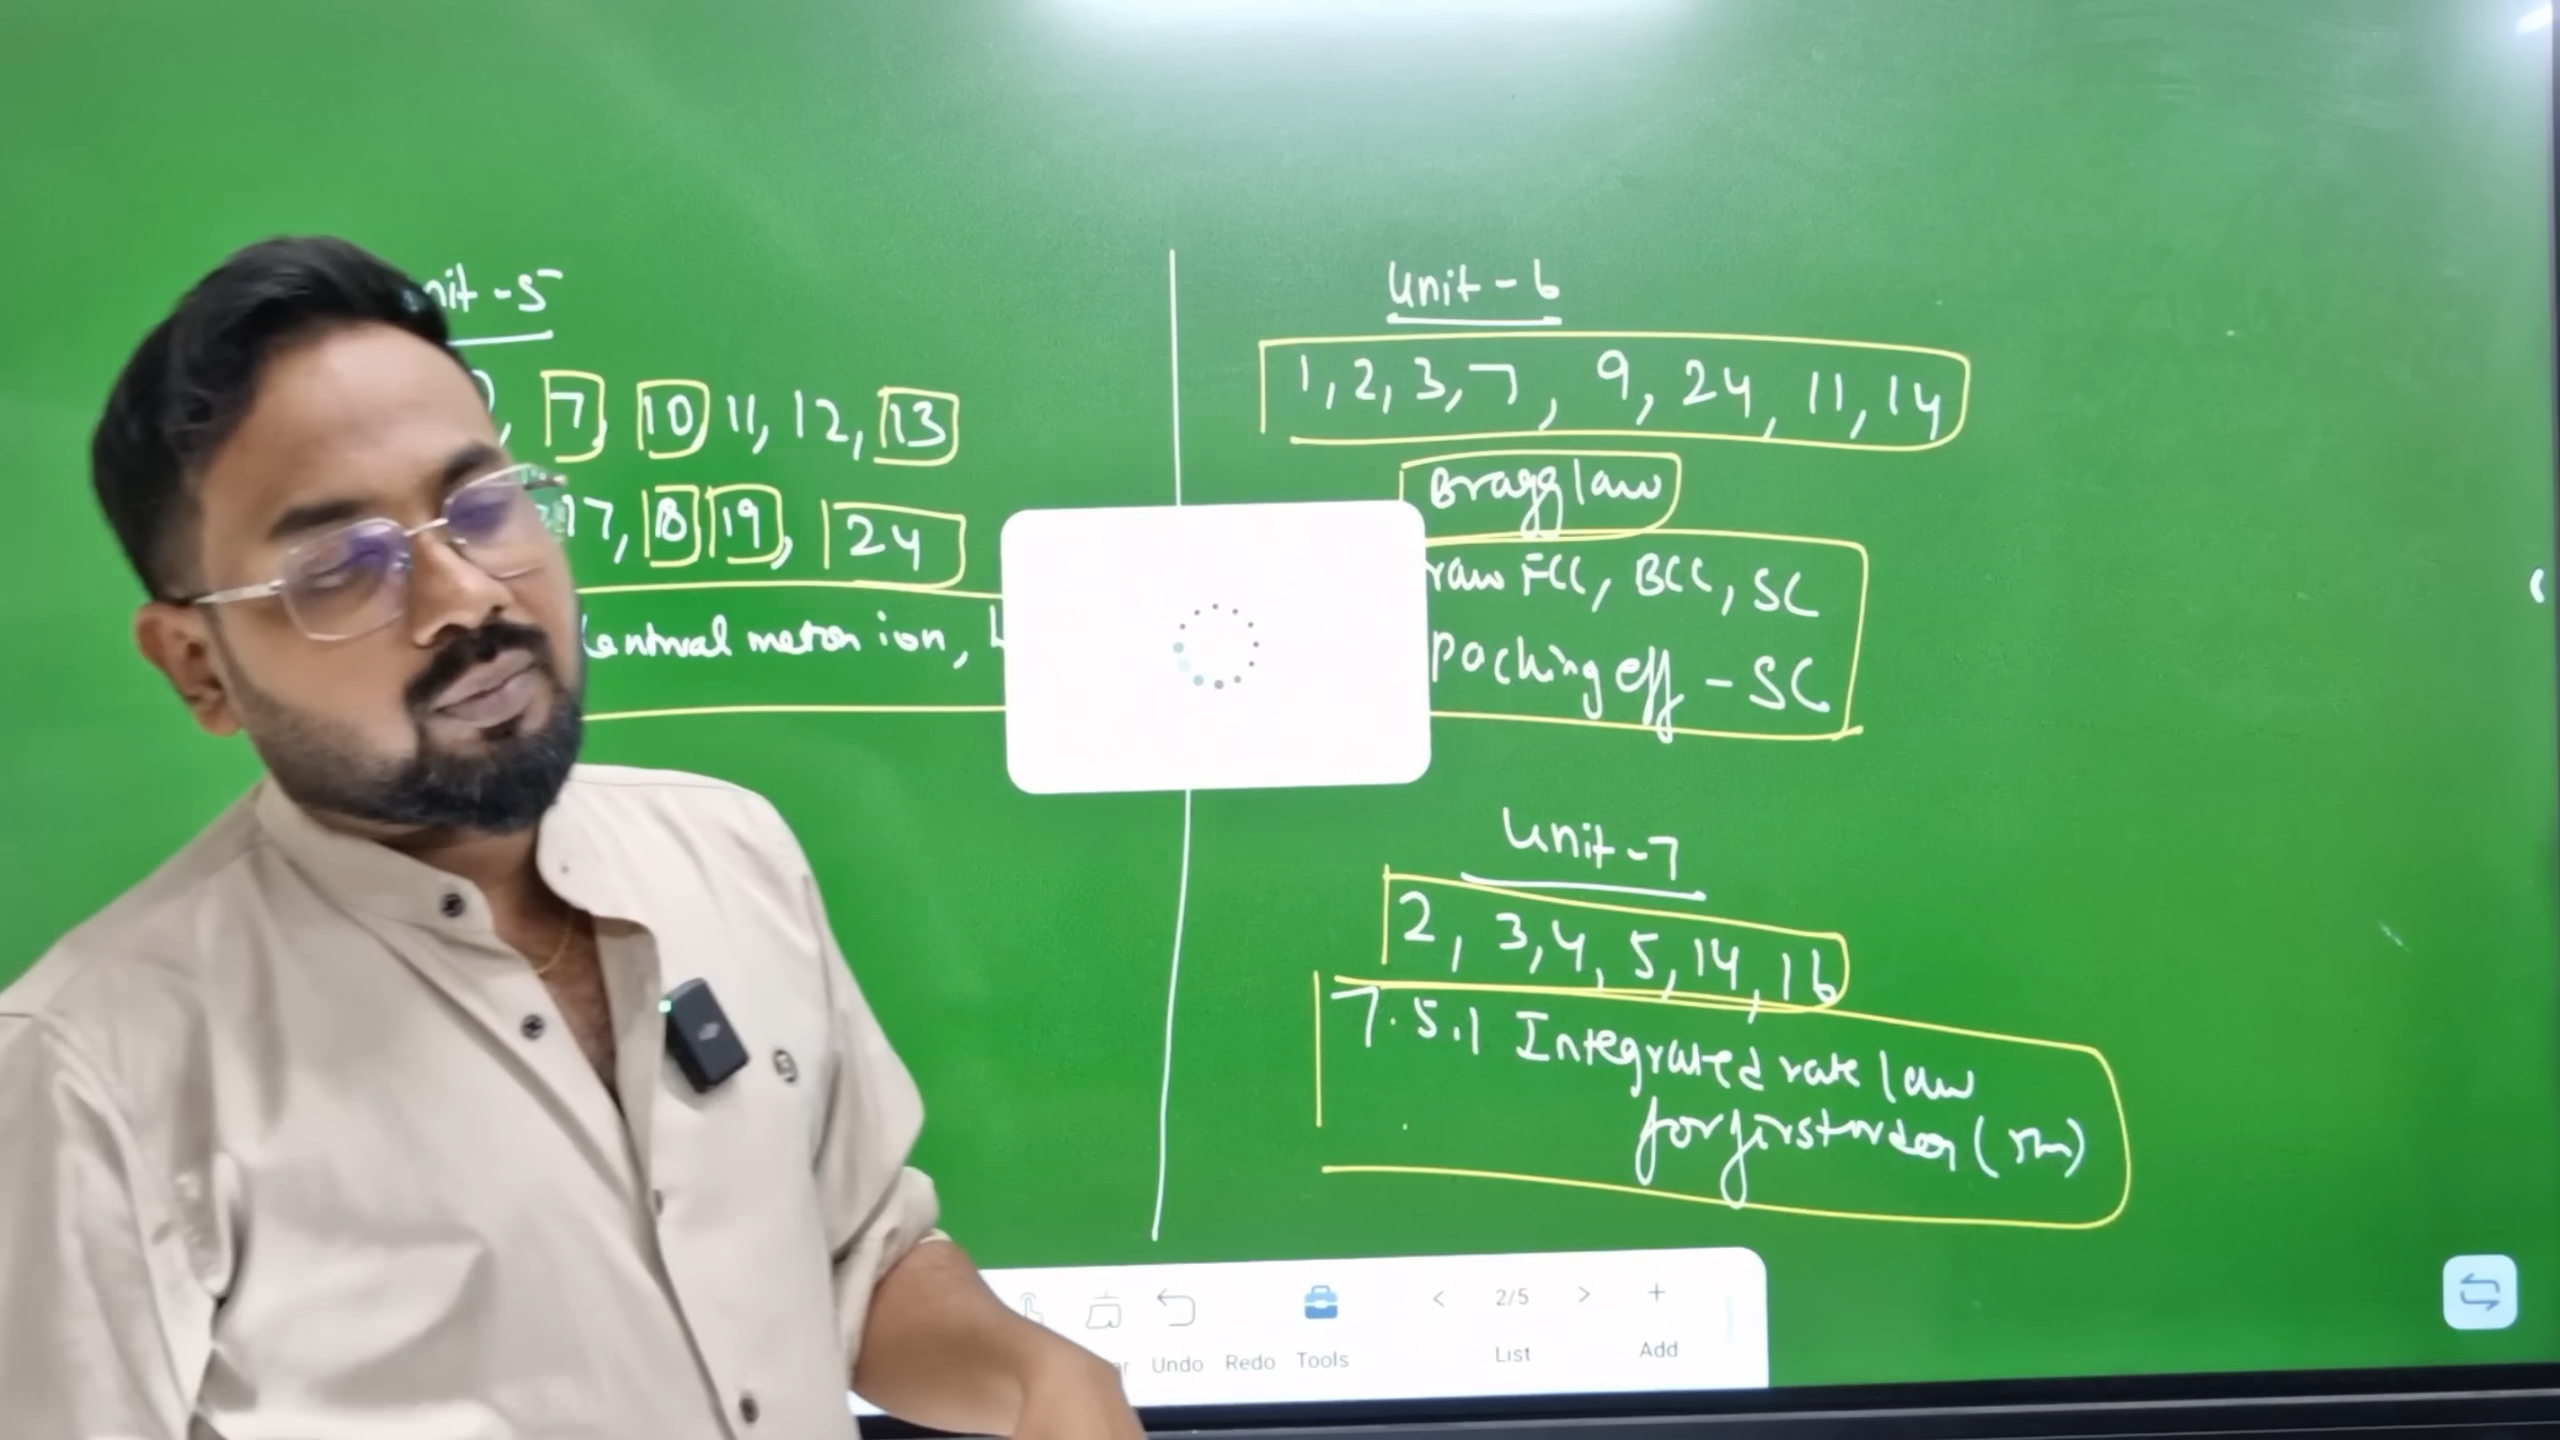 nit-5
7, 10 11, 12, 13
17, 18 19, 24
Central metal ion,
Unit-6
1, 2, 3, 7, 9, 24, 11, 14
Bragg law
raw FCC, BCC, SC
Packing eff - SC
Unit-7
2, 3, 4, 5, 14, 16
7.5.1 Integrated rate law
for first order (5m)
Undo Redo Tools
< 2/5 > +
List Add